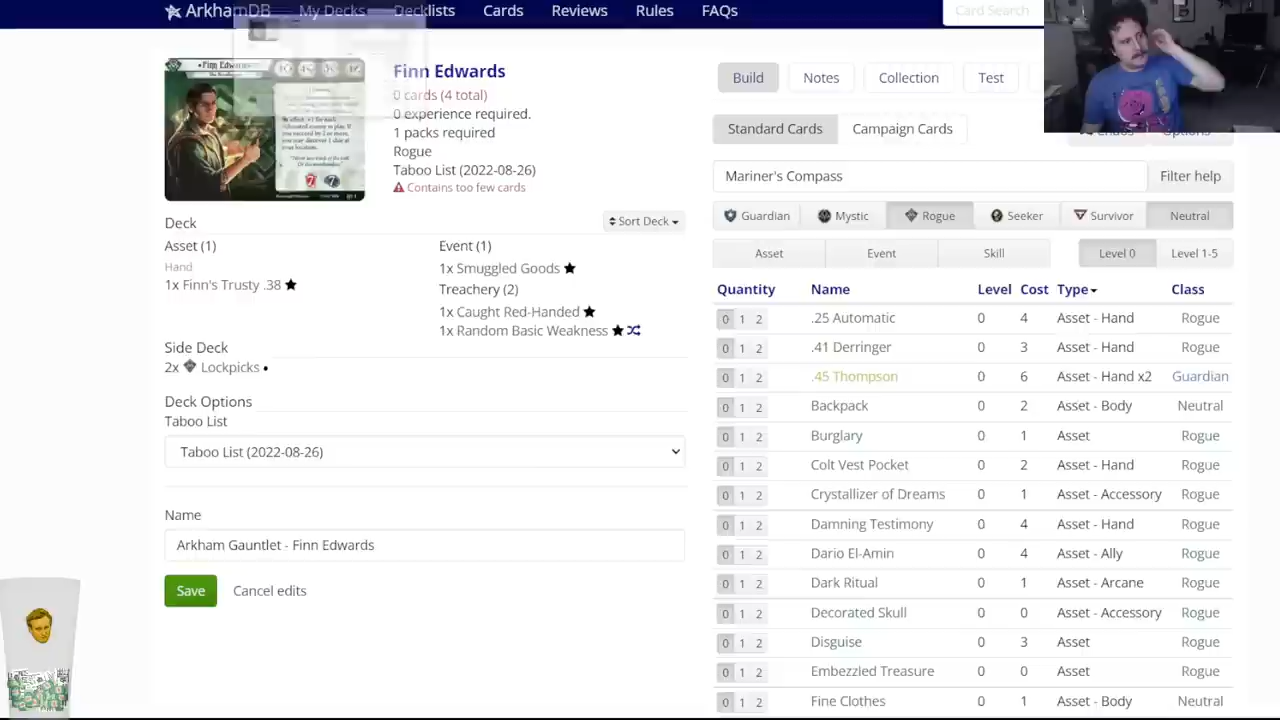 ArkhamDB My Decks Decklists Cards Reviews Rules FAQs Card Search
Finn Edwards
0 cards (4 total)
0 experience required.
1 packs required
Rogue
Taboo List (2022-08-26)
Contains too few cards
Build Notes Collection Test
Standard Cards Campaign Cards Chaos Options
Mariner's Compass Filter help
Guardian Mystic Rogue Seeker Survivor Neutral
Asset Event Skill Level 0 Level 1-5
Deck Sort Deck
Asset (1)
Hand
1x Finn's Trusty .38
Event (1)
1x Smuggled Goods
Treachery (2)
1x Caught Red-Handed
1x Random Basic Weakness
Side Deck
2x Lockpicks
Deck Options
Taboo List
Taboo List (2022-08-26)
Name
Arkham Gauntlet - Finn Edwards
Save Cancel edits
Quantity Name Level Cost Type Class
0 1 2 .25 Automatic 0 4 Asset - Hand Rogue
0 1 2 .41 Derringer 0 3 Asset - Hand Rogue
0 1 2 .45 Thompson 0 6 Asset - Hand x2 Guardian
0 1 2 Backpack 0 2 Asset - Body Neutral
0 1 2 Burglary 0 1 Asset Rogue
0 1 2 Colt Vest Pocket 0 2 Asset - Hand Rogue
0 1 2 Crystallizer of Dreams 0 1 Asset - Accessory Rogue
0 1 2 Damning Testimony 0 4 Asset - Hand Rogue
0 1 2 Dario El-Amin 0 4 Asset - Ally Rogue
0 1 2 Dark Ritual 0 1 Asset - Arcane Rogue
0 1 2 Decorated Skull 0 0 Asset - Accessory Rogue
0 1 2 Disguise 0 3 Asset Rogue
0 1 2 Embezzled Treasure 0 0 Asset Rogue
0 1 2 Fine Clothes 0 1 Asset - Body Neutral